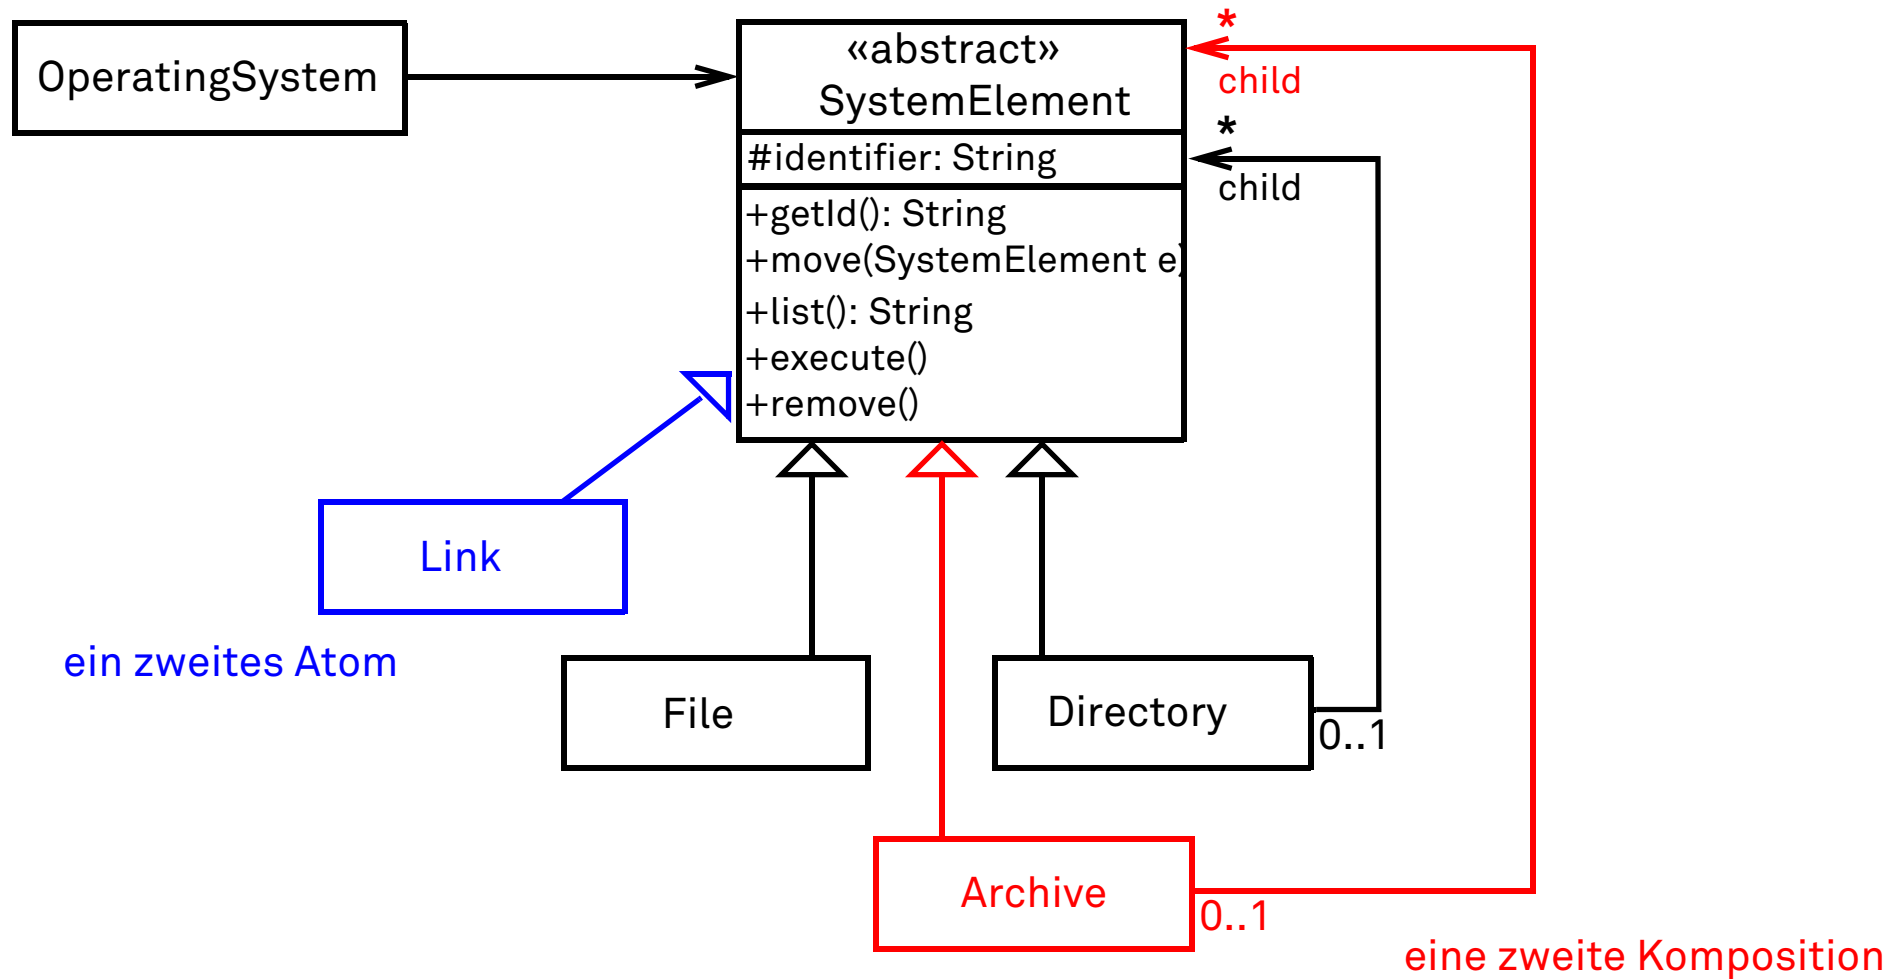 OperatingSystem
«abstract»
SystemElement
#identifier: String
+getId(): String
+move(SystemElement e)
+list(): String
+execute()
+remove()
*
child
*
child
Link
ein zweites Atom
File
Directory
0..1
Archive
0..1
eine zweite Komposition